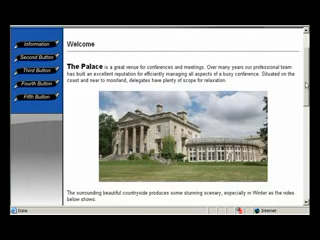 Information
Second Button
Third Button
Fourth Button
Fifth Button
Welcome
The Palace is a great venue for conferences and meetings. Over many years our professional team
has built an excellent reputation for efficiently managing all aspects of a busy conference. Situated on the
coast and near to moorland, delegates have plenty of scope for relaxation.
The surrounding beautiful countryside produces some stunning scenary, especially in Winter as the video
below shows:
Done
Internet